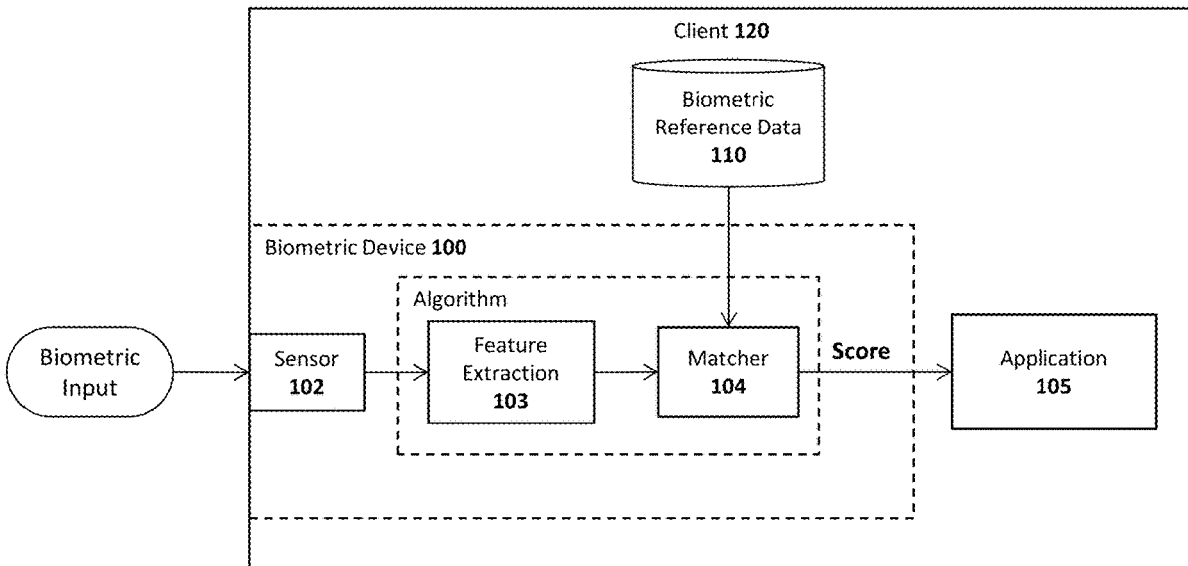 Client 120
Biometric
Reference Data
110
Biometric Device 100
Algorithm
Biometric
Input
Sensor
102
Feature
Extraction
103
Matcher
104
Score
Application
105